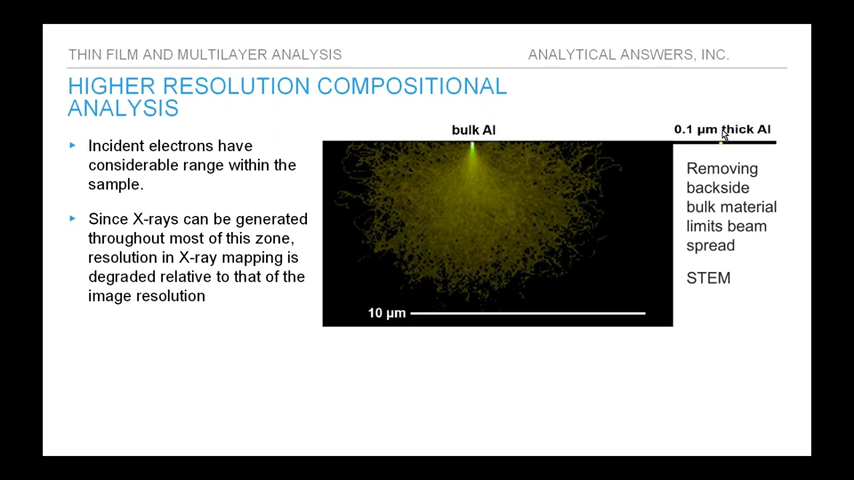 THIN FILM AND MULTILAYER ANALYSIS
ANALYTICAL ANSWERS, INC.
HIGHER RESOLUTION COMPOSITIONAL
ANALYSIS
Incident electrons have
considerable range within the
sample.
Since X-rays can be generated
throughout most of this zone,
resolution in X-ray mapping is
degraded relative to that of the
image resolution
bulk Al
10 µm
0.1 µm thick Al
Removing
backside
bulk material
limits beam
spread
STEM